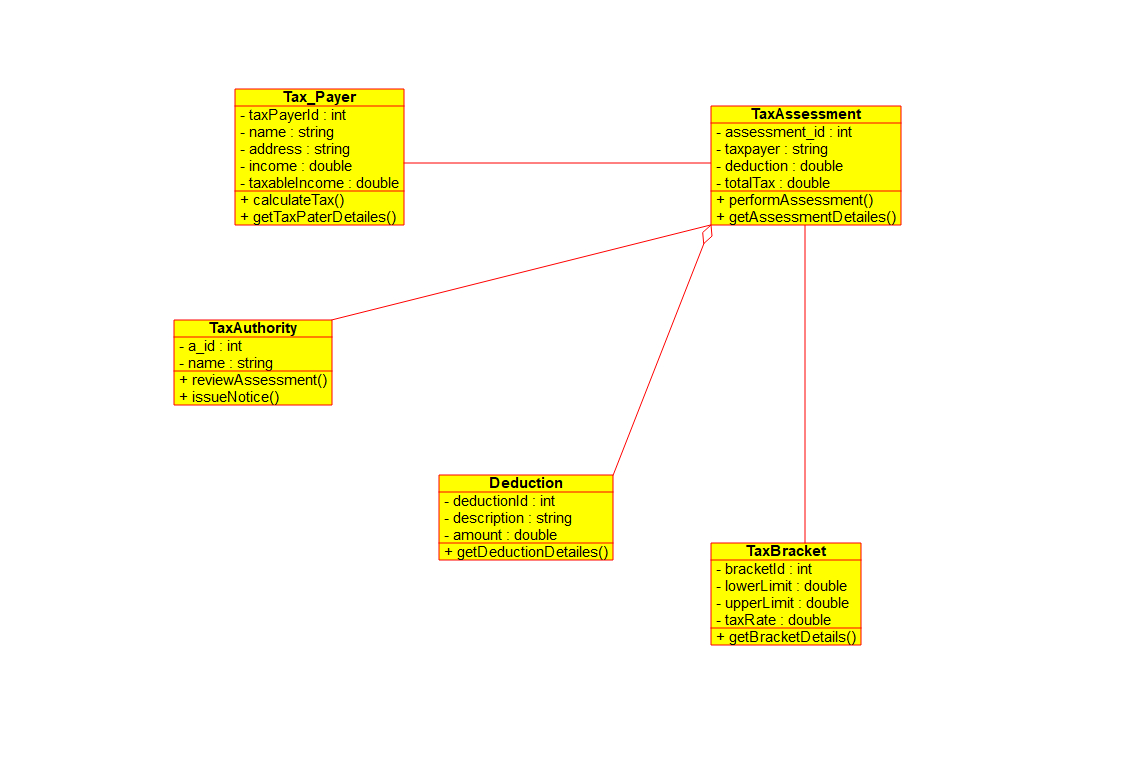 Tax_Payer
- taxPayerId : int
- name : string
- address : string
- income : double
- taxableIncome : double
+ calculateTax()
+ getTaxPaterDetailes()
TaxAssessment
- assessment_id : int
- taxpayer : string
- deduction : double
- totalTax : double
+ performAssessment()
+ getAssessmentDetailes()
TaxAuthority
- a_id : int
- name : string
+ reviewAssessment()
+ issueNotice()
Deduction
- deductionId : int
- description : string
- amount : double
+ getDeductionDetailes()
TaxBracket
- bracketId : int
- lowerLimit : double
- upperLimit : double
- taxRate : double
+ getBracketDetails()